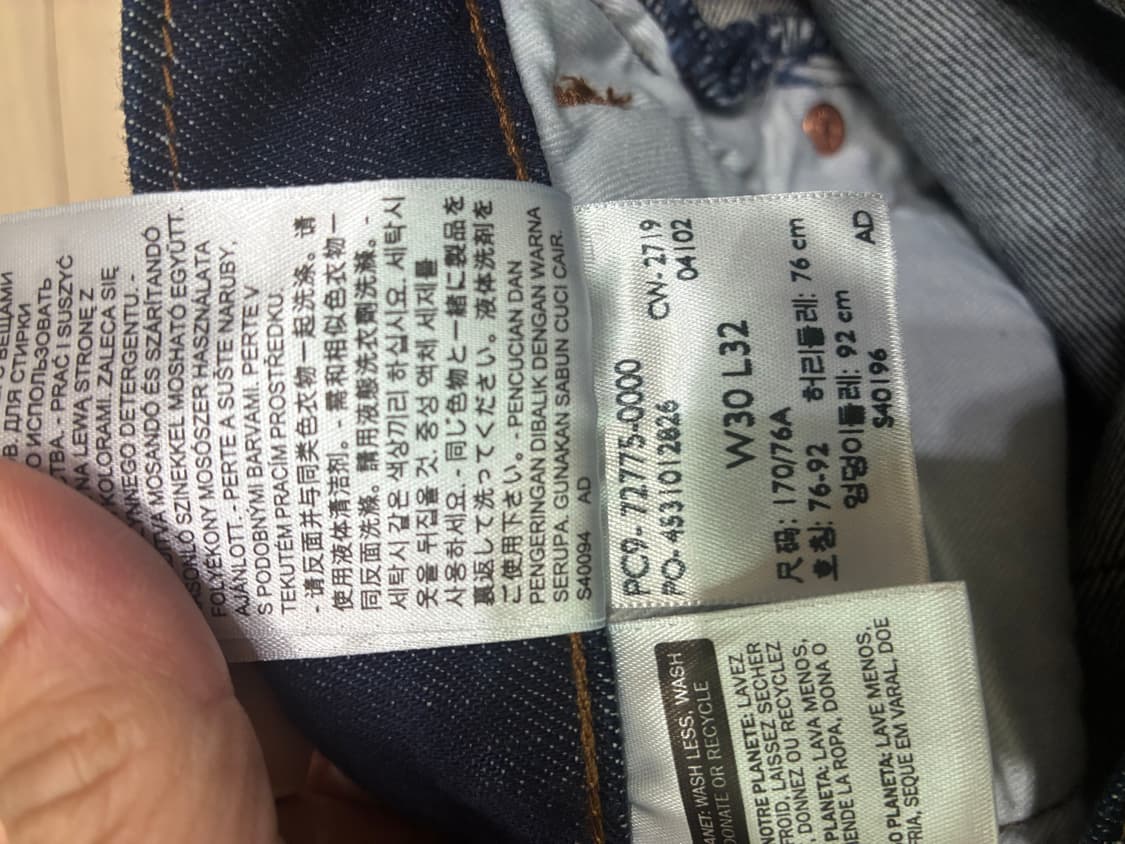 ВЕЩАМИ
В. ДЛЯ СТИРКИ
ИСПОЛЬЗОВАТЬ
PRAĆ I SUSZYĆ
NA LEWĄ STRONĘ Z
KOLORAMI. ZALECA SIĘ
DETERGENTU. -
MOSANDÓ ÉS SZÁRÍTANDÓ
SZÍNEKKEL MOSHATÓ EGYÜTT.
FOLYÉKONY MOSÓSZER HASZNÁLATA
AJÁNLOTT. - PERTE A SUŠTE NARUBY,
S PODOBNÝMI BARVAMI. PERTE V
TEKUTÉM PRACÍM PROSTŘEDKU.
- 请反面并与同类色衣物一起洗涤。请
使用液体清洁剂。- 需和相似色衣物一
同反面洗滌。請用液態洗衣劑洗滌。-
세탁시 같은 색상끼리 하십시요. 세탁시
옷을 뒤집을것 중성 액체 세제를
사용하세요. - 同じ色物と一緒に製品を
裏返して洗ってください。液体洗剤を
ご使用下さい。- PENCUCIAN DAN
PENGERINGAN DIBALIK DENGAN WARNA
SERUPA, GUNAKAN SABUN CUCI CAIR.
S40094 AD
PC9- 72775-0000 CW- 2719
PO- 4531012826 04102
W30 L32
尺码: 170/76A
호칭: 76-92 허리둘레: 76 cm
엉덩이둘레: 92 cm
S40196 AD
ANET: WASH LESS, WASH
DONATE OR RECYCLE
NOTRE PLANETE: LAVEZ
FROID, LAISSEZ SECHER
, DONNEZ OU RECYCLEZ
PLANETA: LAVA MENOS,
LA ROPA, DONA O
O PLANETA: LAVE MENOS,
FRIA, SEQUE EM VARAL, DOE